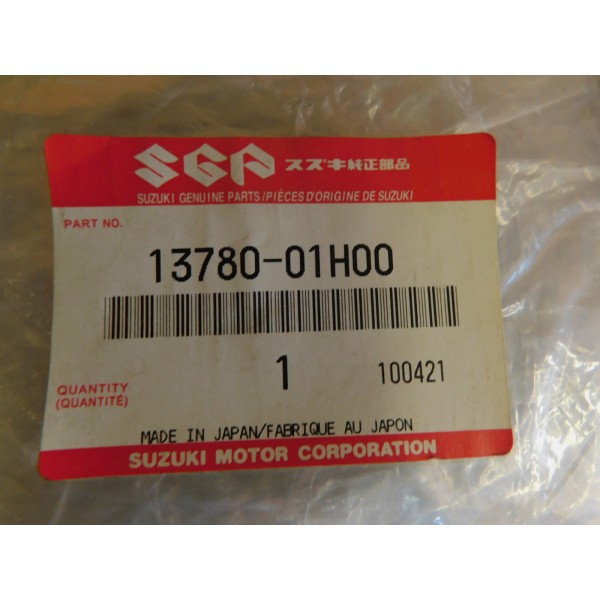 SGP スズキ純正部品
SUZUKI GENUINE PARTS/PIÈCES D'ORIGINE DE SUZUKI
PART NO.
13780-01H00
1 100421
QUANTITY
(QUANTITÉ)
MADE IN JAPAN/FABRIQUE AU JAPON
SUZUKI MOTOR CORPORATION